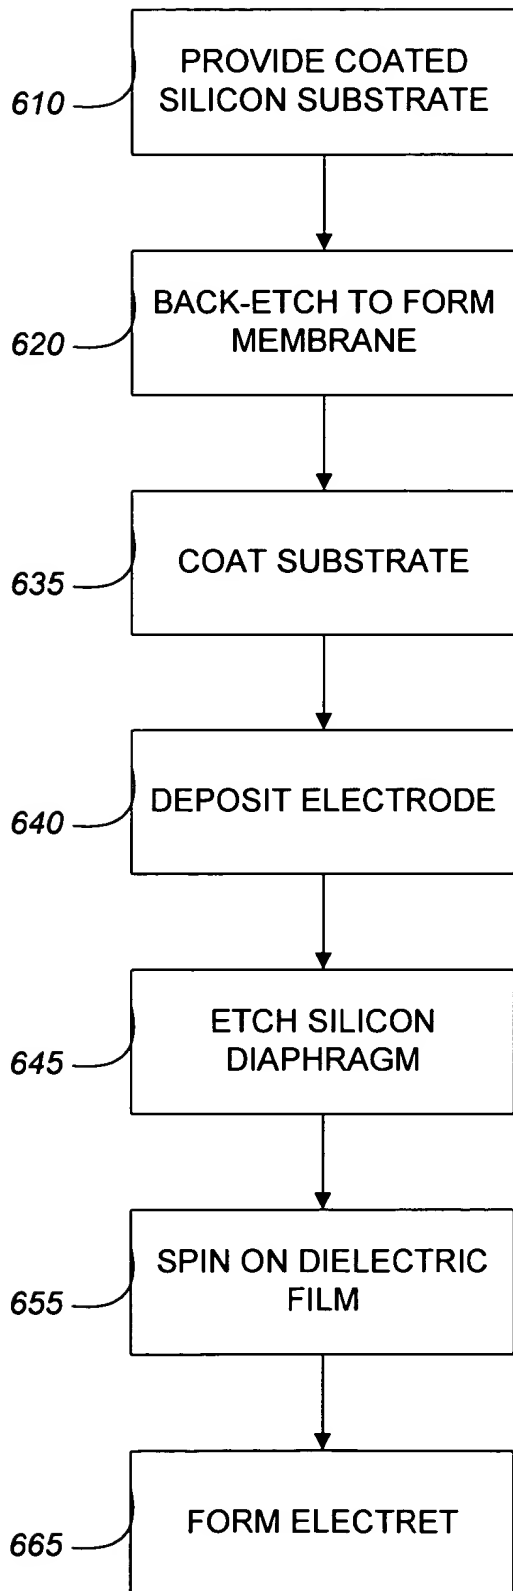 610
PROVIDE COATED
SILICON SUBSTRATE
620
BACK-ETCH TO FORM
MEMBRANE
635
COAT SUBSTRATE
640
DEPOSIT ELECTRODE
645
ETCH SILICON
DIAPHRAGM
655
SPIN ON DIELECTRIC
FILM
665
FORM ELECTRET